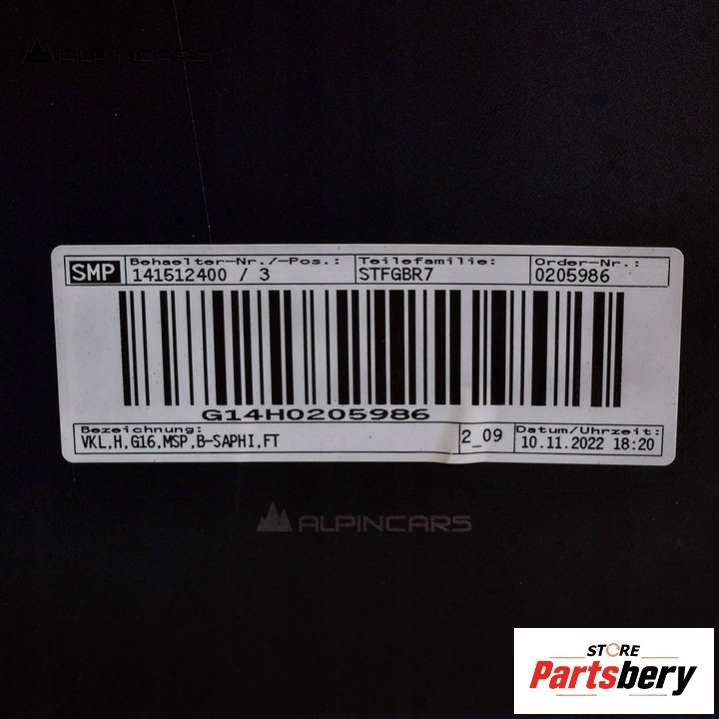 ALPINCARS
SMP
Behaelter-Nr./-Pos.:
141512400 / 3
Teilefamilie:
STFGBR7
Order-Nr.:
0205986
G14H0205986
Bezeichnung:
VKL,H,G16,MSP,B-SAPHI,FT
2_09
Datum/Uhrzeit:
10.11.2022 18:20
ALPINCARS
STORE
Partsbery